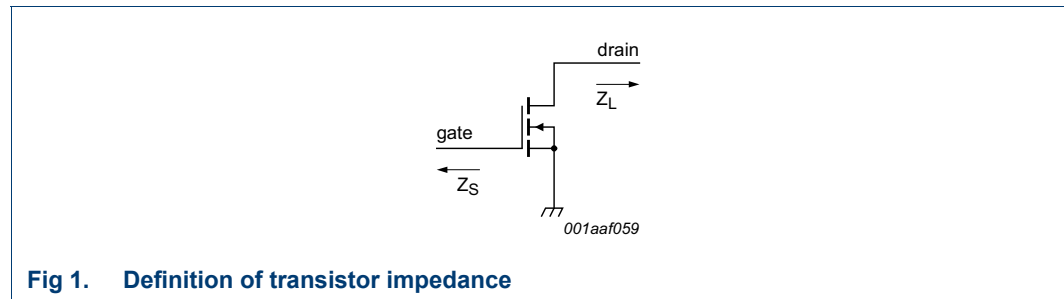 drain
Z_L
gate
Z_S
001aaf059
Fig 1. Definition of transistor impedance